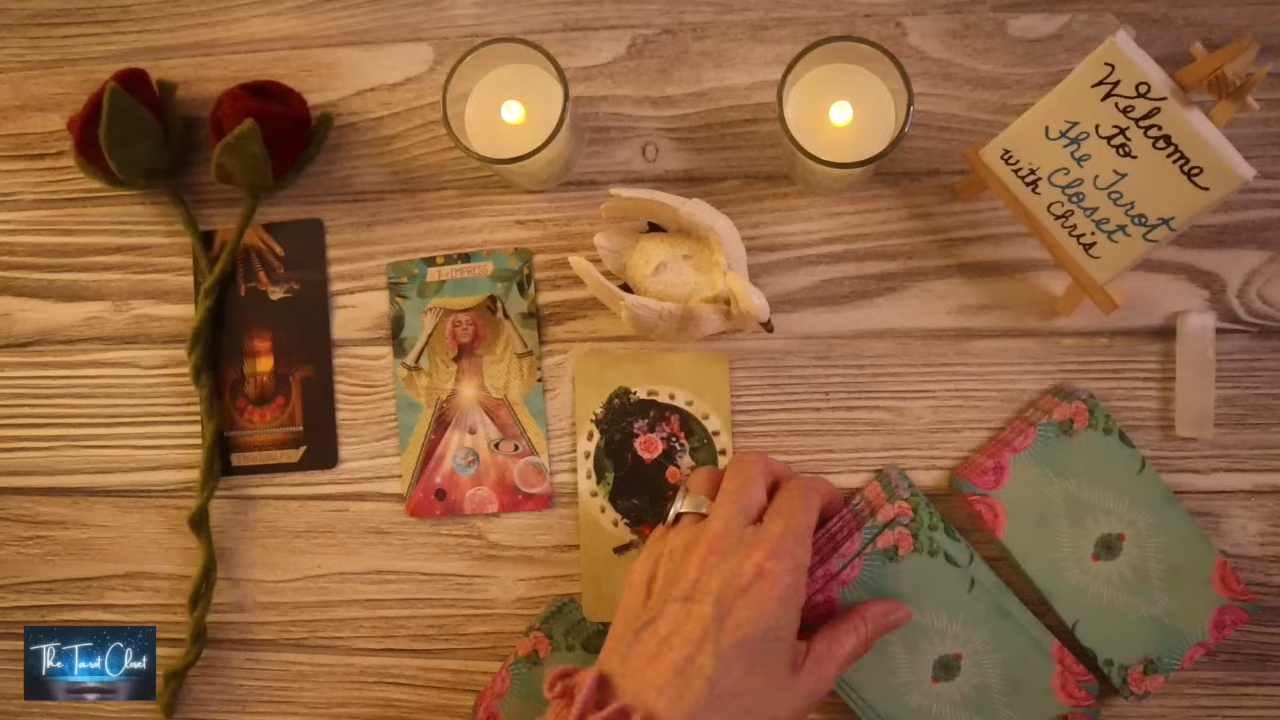 Welcome
to
The Tarot
Closet
with Chris
THE EMPRESS
The Tarot Closet